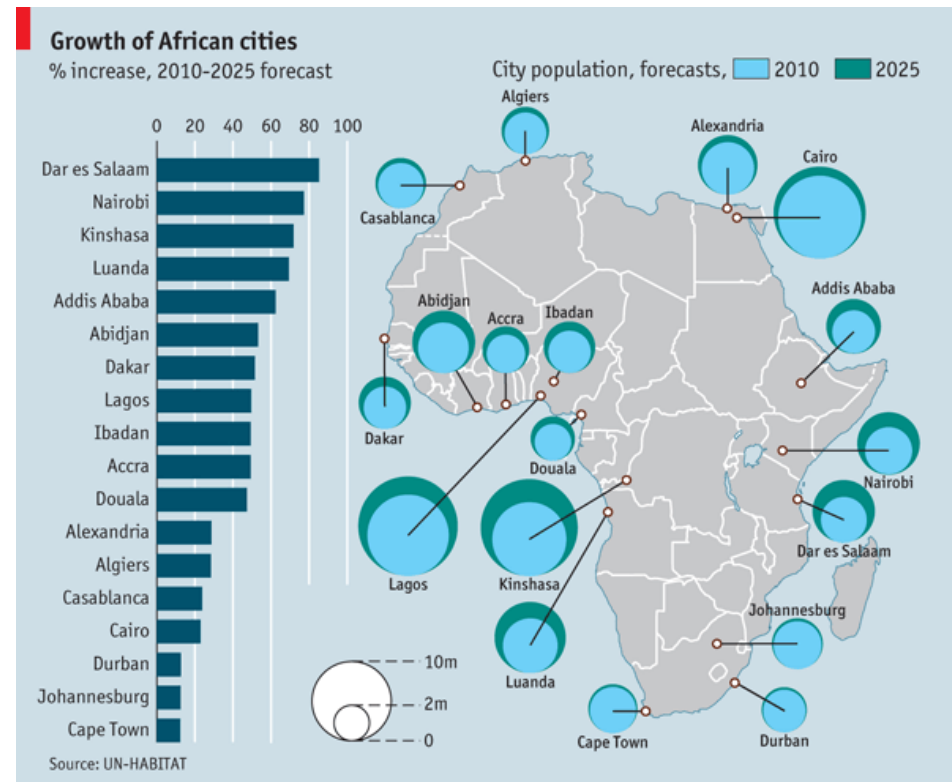 Growth of African cities
% increase, 2010-2025 forecast
0 20 40 60 80 100
Dar es Salaam
Nairobi
Kinshasa
Luanda
Addis Ababa
Abidjan
Dakar
Lagos
Ibadan
Accra
Douala
Alexandria
Algiers
Casablanca
Cairo
Durban
Johannesburg
Cape Town
Source: UN-HABITAT
City population, forecasts, 2010 2025
Algiers
Alexandria
Cairo
Casablanca
Addis Ababa
Abidjan
Accra
Ibadan
Dakar
Douala
Nairobi
Dar es Salaam
Lagos
Kinshasa
Johannesburg
Luanda
Cape Town
Durban
10m
2m
0